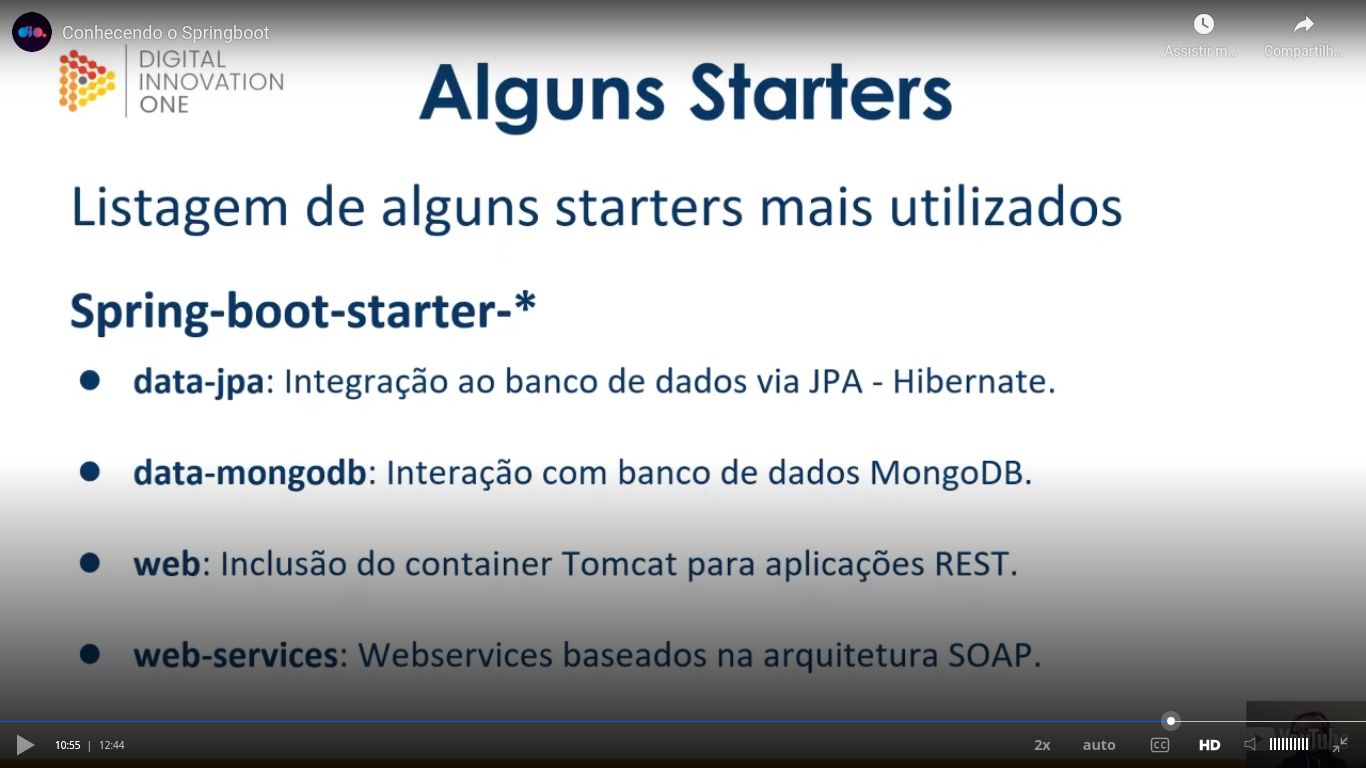 Conhecendo o Springboot
Assistir m...
Compartilh...
DIGITAL
INNOVATION
ONE
Alguns Starters
Listagem de alguns starters mais utilizados
Spring-boot-starter-*
data-jpa: Integração ao banco de dados via JPA - Hibernate.
data-mongodb: Interação com banco de dados MongoDB.
web: Inclusão do container Tomcat para aplicações REST.
web-services: Webservices baseados na arquitetura SOAP.
10:55 | 12:44
2x
auto
CC
HD
YouTube